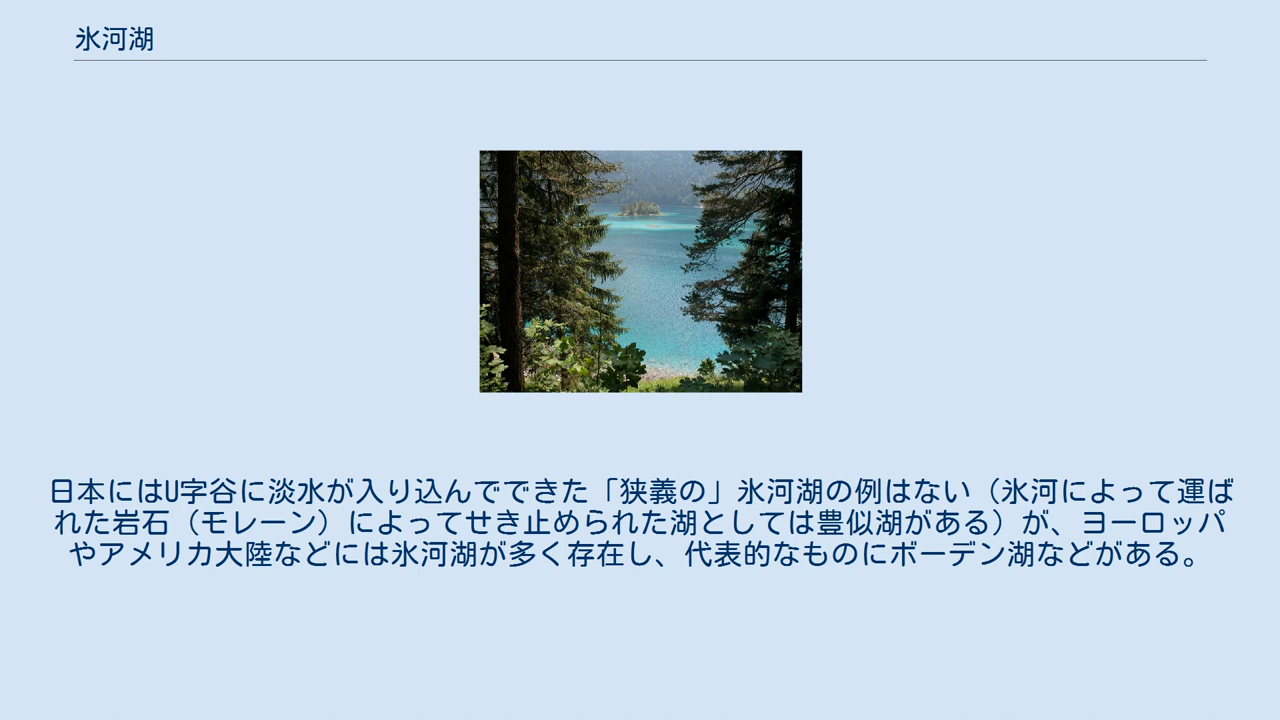 氷河湖
日本にはU字谷に淡水が入り込んでできた「狭義の」氷河湖の例はない（氷河によって運ば
れた岩石（モレーン）によってせき止められた湖としては豊似湖がある）が、ヨーロッパ
やアメリカ大陸などには氷河湖が多く存在し、代表的なものにボーデン湖などがある。